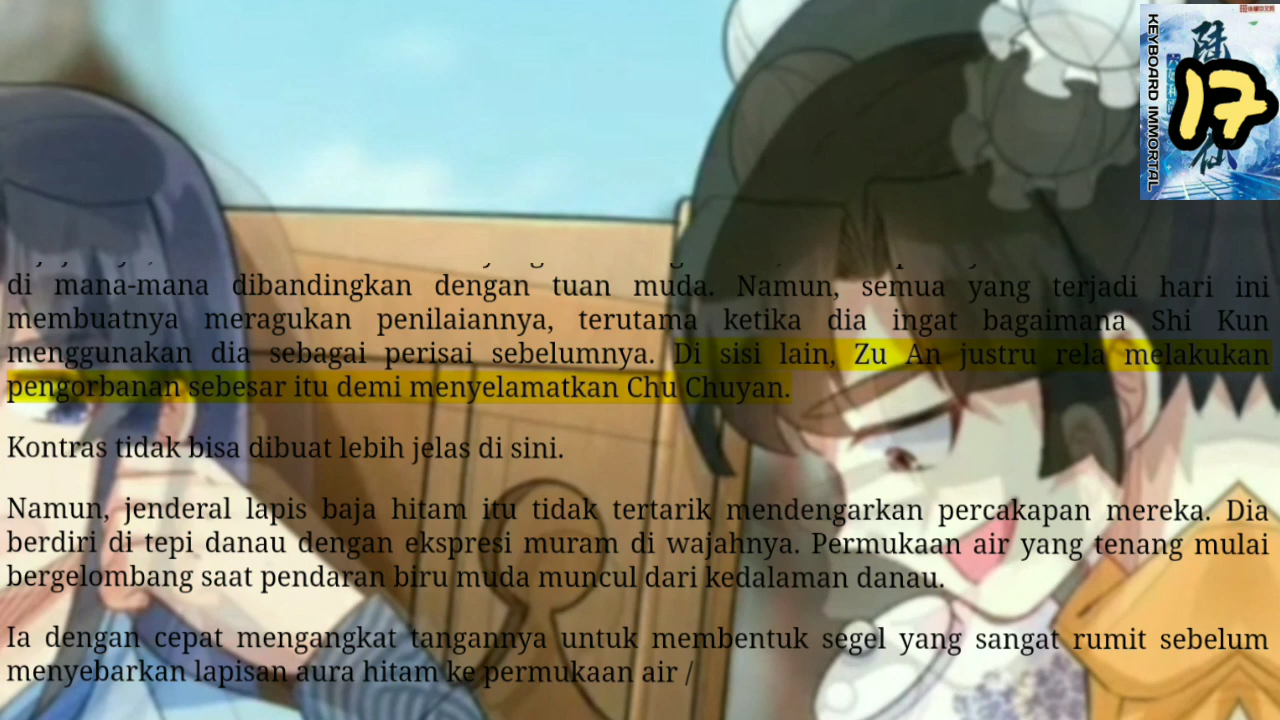 陆
KEYBOARD IMMORTAL
17
仙
di mana-mana dibandingkan dengan tuan muda. Namun, semua yang terjadi hari ini
membuatnya meragukan penilaiannya, terutama ketika dia ingat bagaimana Shi Kun
menggunakan dia sebagai perisai sebelumnya. Di sisi lain, Zu An justru rela melakukan
pengorbanan sebesar itu demi menyelamatkan Chu Chuyan.
Kontras tidak bisa dibuat lebih jelas di sini.
Namun, jenderal lapis baja hitam itu tidak tertarik mendengarkan percakapan mereka. Dia
berdiri di tepi danau dengan ekspresi muram di wajahnya. Permukaan air yang tenang mulai
bergelombang saat pendaran biru muda muncul dari kedalaman danau.
Ia dengan cepat mengangkat tangannya untuk membentuk segel yang sangat rumit sebelum
menyebarkan lapisan aura hitam ke permukaan air /